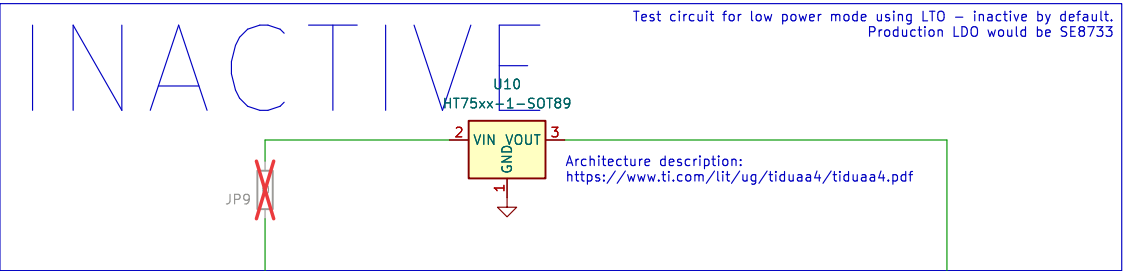 Test circuit for low power mode using LTO - inactive by default.
Production LDO would be SE8733
INACTIVE
U10
HT75xx-1-SOT89
2
VIN
VOUT
3
GND
1
Architecture description:
https://www.ti.com/lit/ug/tiduaa4/tiduaa4.pdf
JP9